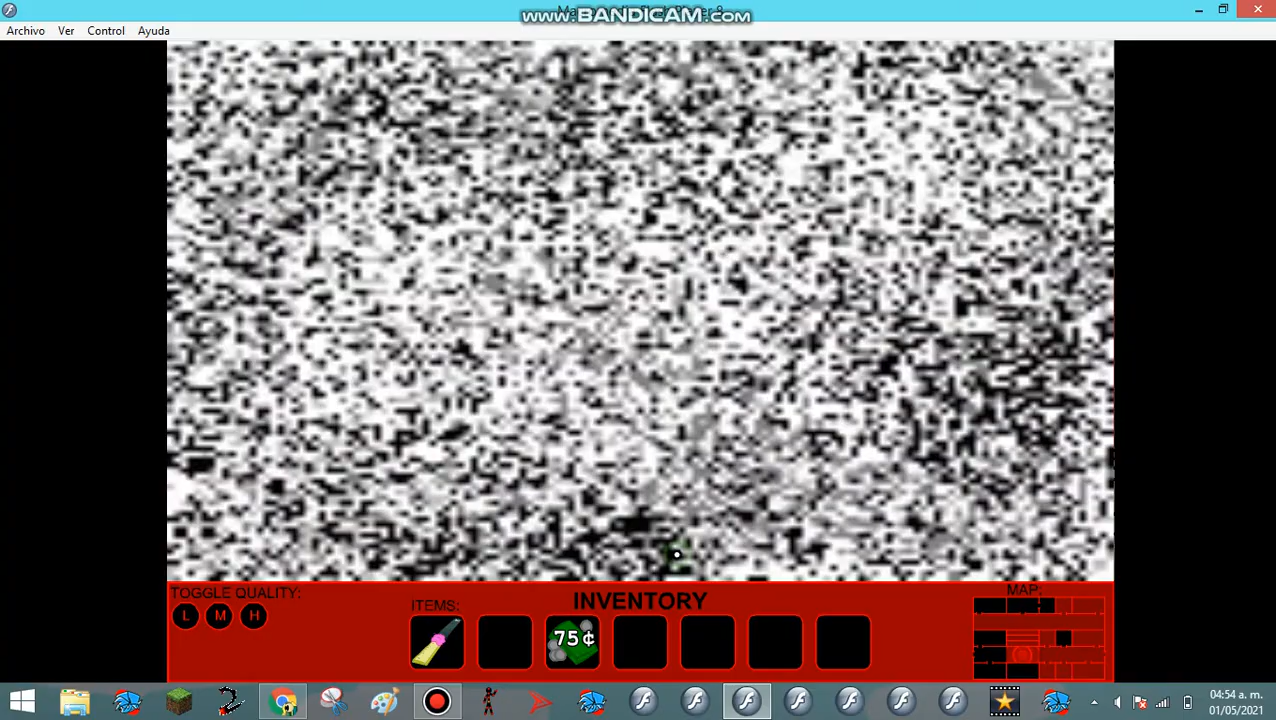 www.BANDICAM.com
Archivo Ver Control Ayuda
TOGGLE QUALITY:
L M H
ITEMS:
INVENTORY
75¢
MAP:
04:54 a. m.
01/05/2021